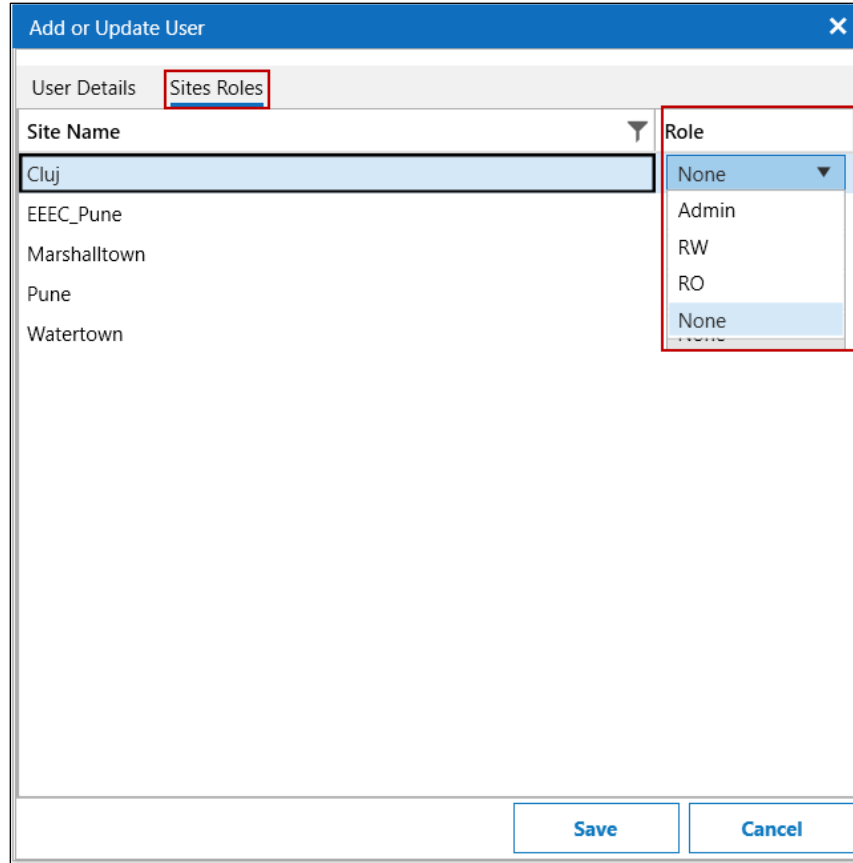 Add or Update User
User Details Sites Roles
Site Name Role
Cluj None
EEEC_Pune Admin
Marshalltown RW
Pune RO
Watertown None
None
Save Cancel